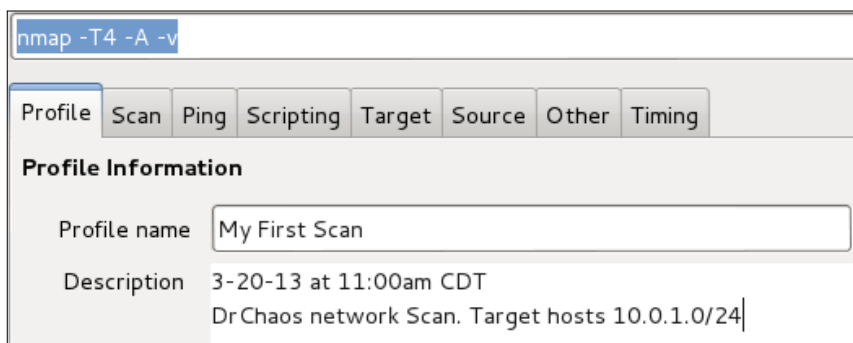 nmap -T4 -A -v
Profile Scan Ping Scripting Target Source Other Timing
Profile Information
Profile name My First Scan
Description 3-20-13 at 11:00am CDT
DrChaos network Scan. Target hosts 10.0.1.0/24